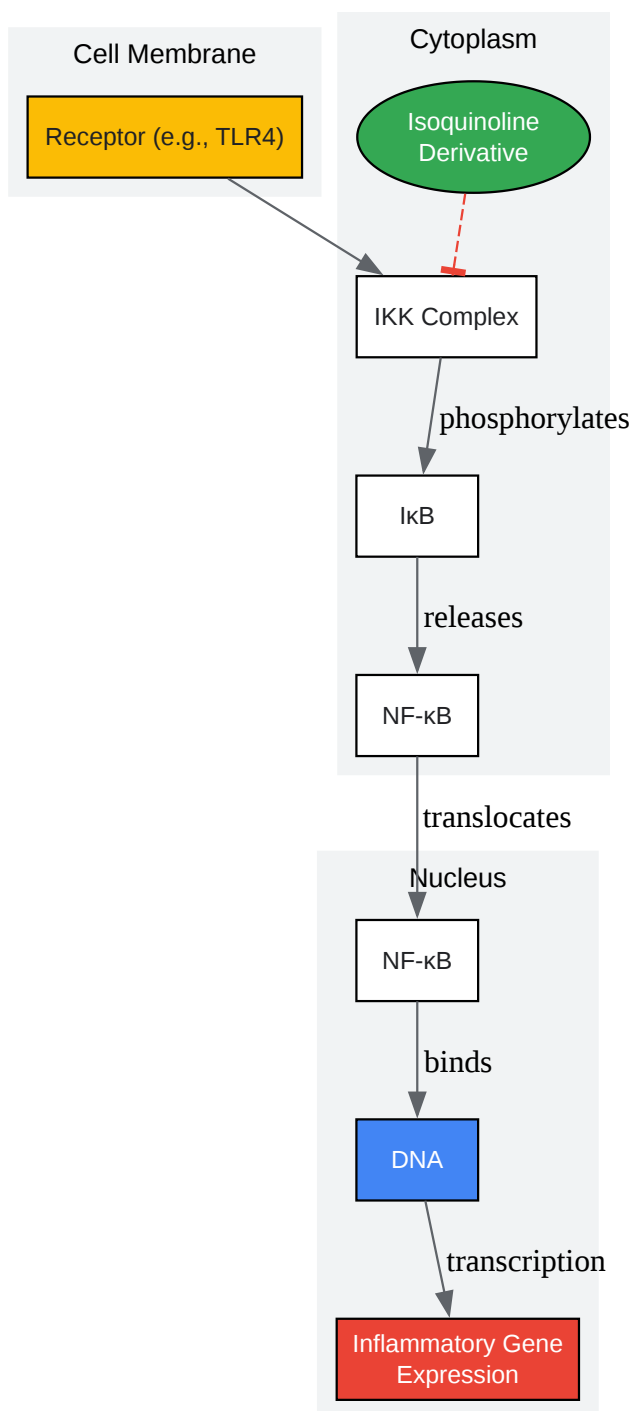 Cell Membrane
Receptor (e.g., TLR4)
Cytoplasm
Isoquinoline
Derivative
IKK Complex
phosphorylates
IκB
releases
NF-κB
translocates
Nucleus
NF-κB
binds
DNA
transcription
Inflammatory Gene
Expression